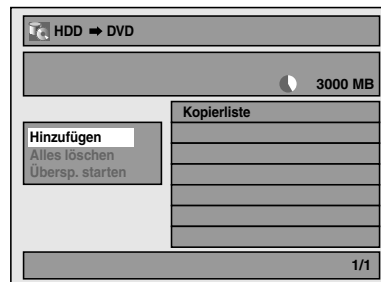 HDD ➡ DVD
3000 MB
Kopierliste
Hinzufügen
Alles löschen
Übersp. starten
1/1